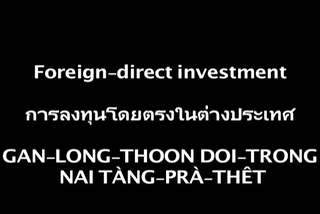 Foreign-direct investment
การลงทุนโดยตรงในต่างประเทศ
GAN-LONG-THOON DOI-TRONG
NAI TÀNG-PRÀ-THÊT